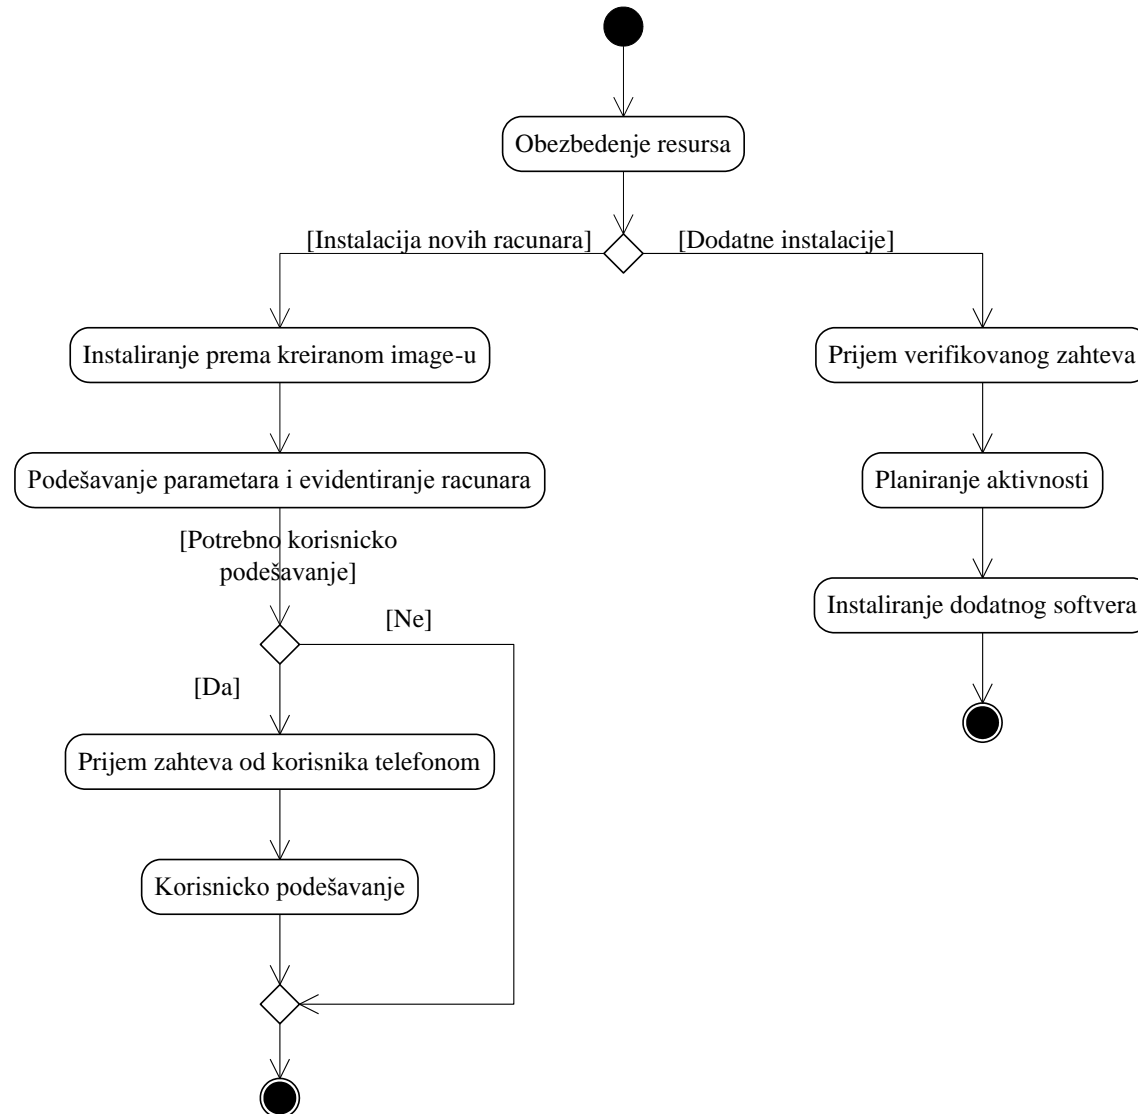 Obezbedenje resursa
[Instalacija novih racunara]
[Dodatne instalacije]
Instaliranje prema kreiranom image-u
Prijem verifikovanog zahteva
Podešavanje parametara i evidentiranje racunara
Planiranje aktivnosti
[Potrebno korisnicko
podešavanje]
Instaliranje dodatnog softvera
[Ne]
[Da]
Prijem zahteva od korisnika telefonom
Korisnicko podešavanje